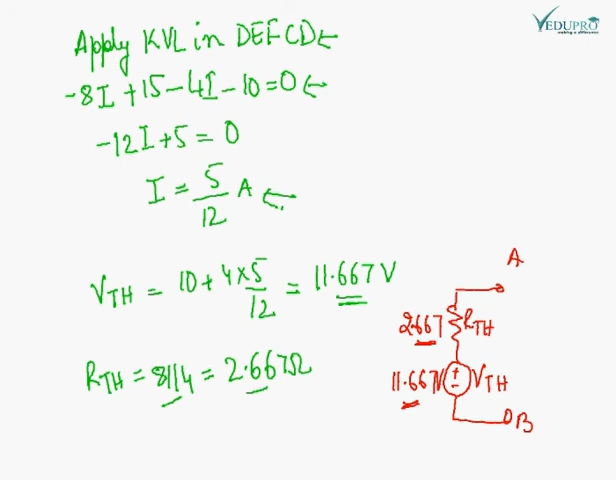 VEDUPRO
making a difference
Apply KVL in DEFCD
-8I + 15 - 4I - 10 = 0
-12I + 5 = 0
I = 5/12 A
VTH = 10 + 4×5/12 = 11.667 V
RTH = 8||4 = 2.667Ω
A
2.667 RTH
11.667V + - VTH
B